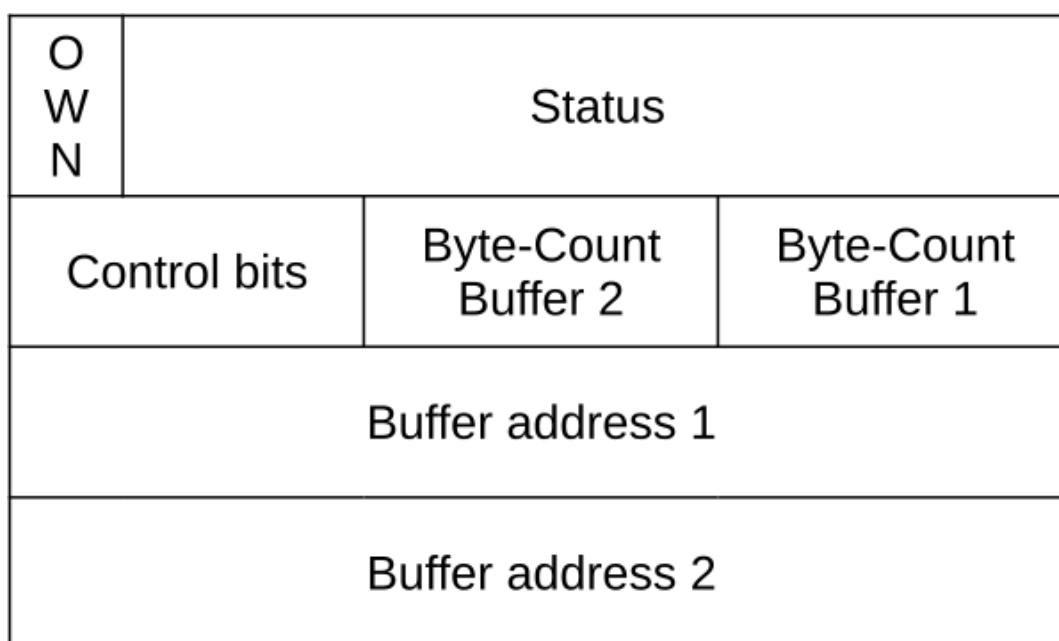 O
W
N
Status
Control bits
Byte-Count
Buffer 2
Byte-Count
Buffer 1
Buffer address 1
Buffer address 2